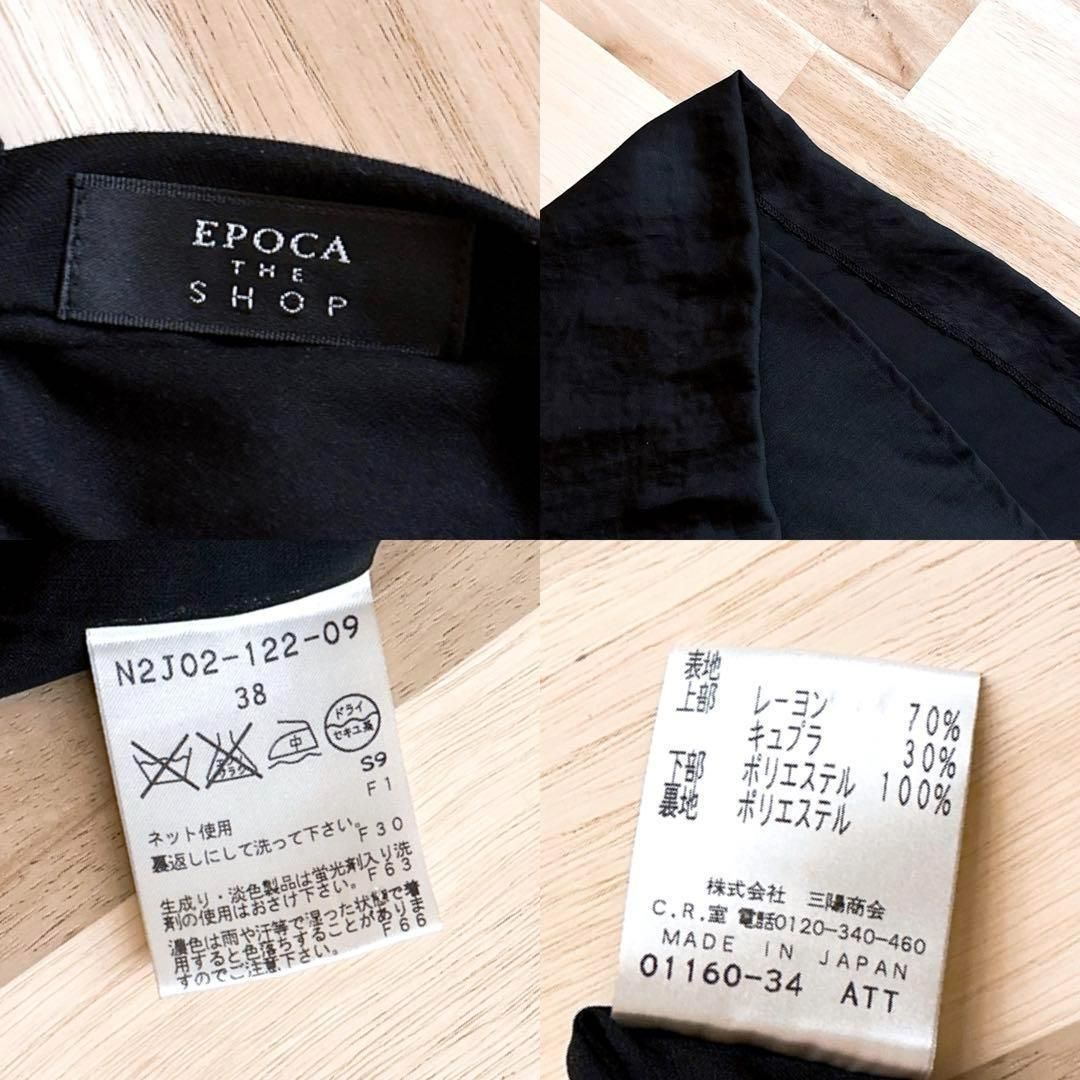 EPOCA
THE
SHOP
N2J02-122-09
38
中
ドライ
セキユ系
S9
F1
ネット使用
裏返しにして洗って下さい。F30
生成り・淡色製品は蛍光剤入り洗
剤の使用はおさけ下さい。F63
濃色は雨や汗等で湿った状態で着
用すると色落ちすることがありま
すのでご注意下さい。 F66
表地
上部 レーヨン 70%
キュプラ 30%
下部 ポリエステル 100%
裏地 ポリエステル
株式会社 三陽商会
C.R.室 電話0120-340-460
MADE IN JAPAN
01160-34 ATT